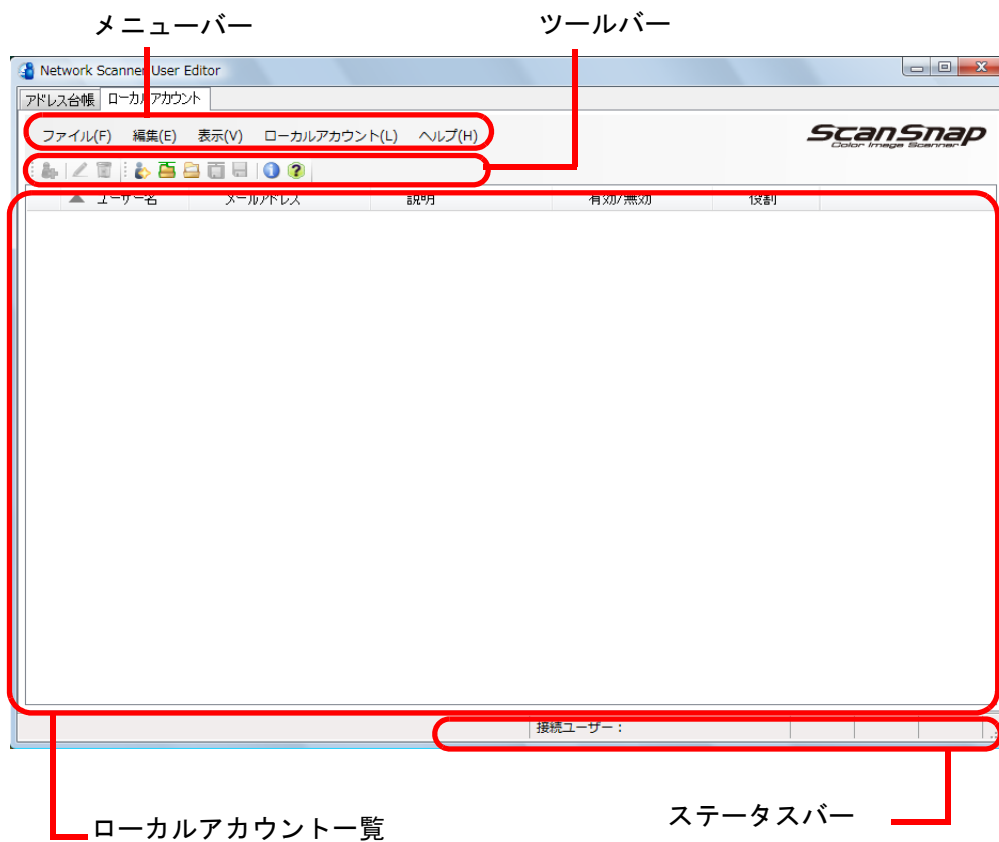 メニューバー ツールバー
Network Scanner User Editor
アドレス台帳 ローカルアカウント
ファイル(F) 編集(E) 表示(V) ローカルアカウント(L) ヘルプ(H)
ScanSnap
Color Image Scanner
ユーザー名 メールアドレス 説明 有効/無効 役割
接続ユーザー：
ローカルアカウント一覧 ステータスバー